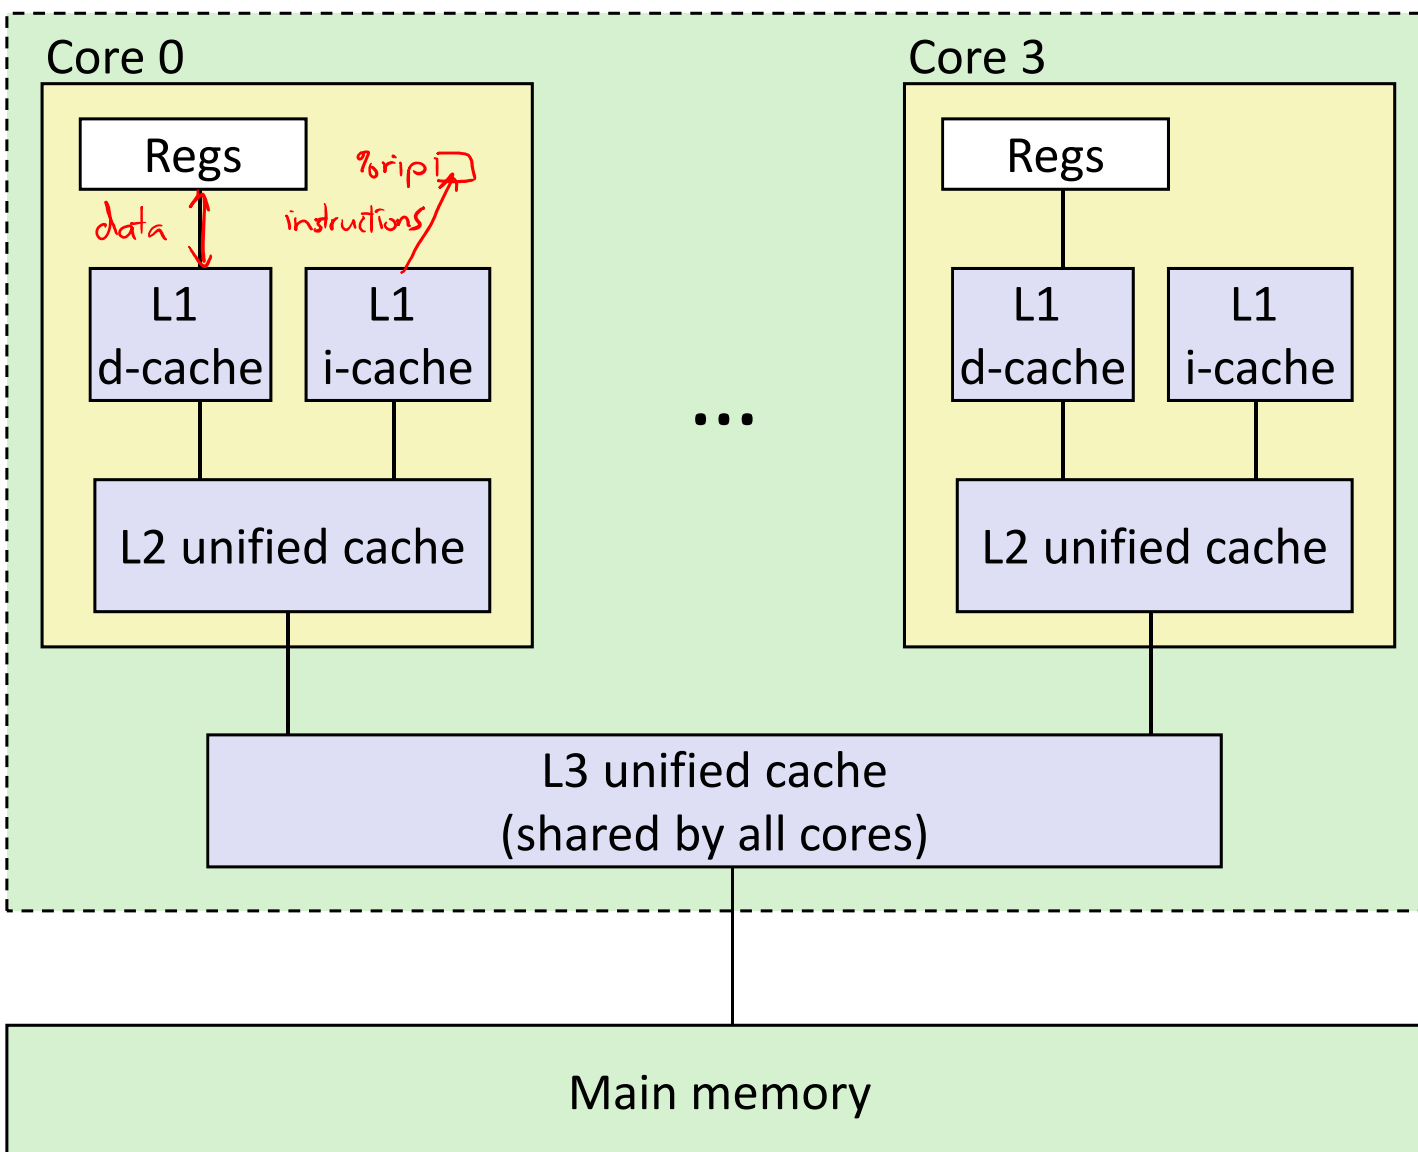 Core 0
Core 3
Regs
%rip
Regs
data
instructions
L1
d-cache
L1
i-cache
...
L1
d-cache
L1
i-cache
L2 unified cache
L2 unified cache
L3 unified cache
(shared by all cores)
Main memory